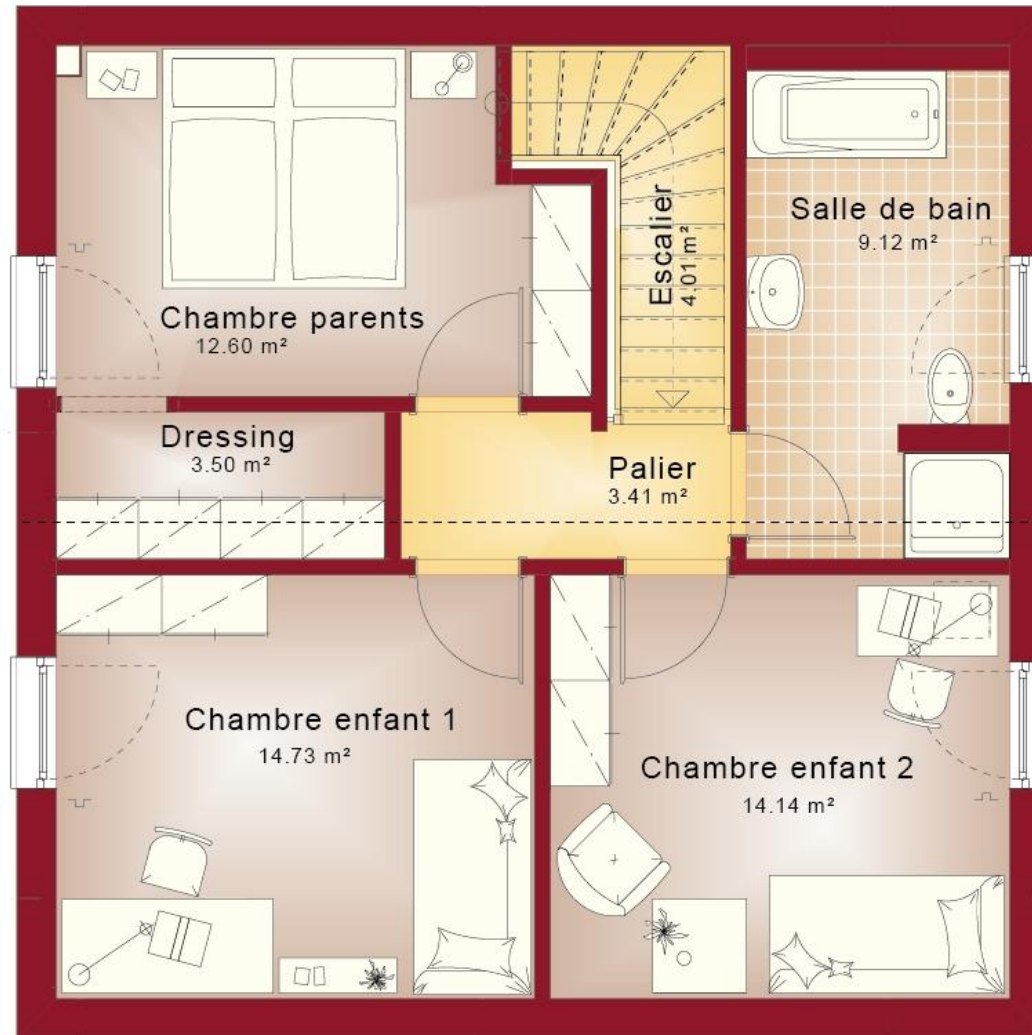 Salle de bain
9.12 m²
Escalier
4.01 m²
Chambre parents
12.60 m²
Dressing
3.50 m²
Palier
3.41 m²
Chambre enfant 1
14.73 m²
Chambre enfant 2
14.14 m²